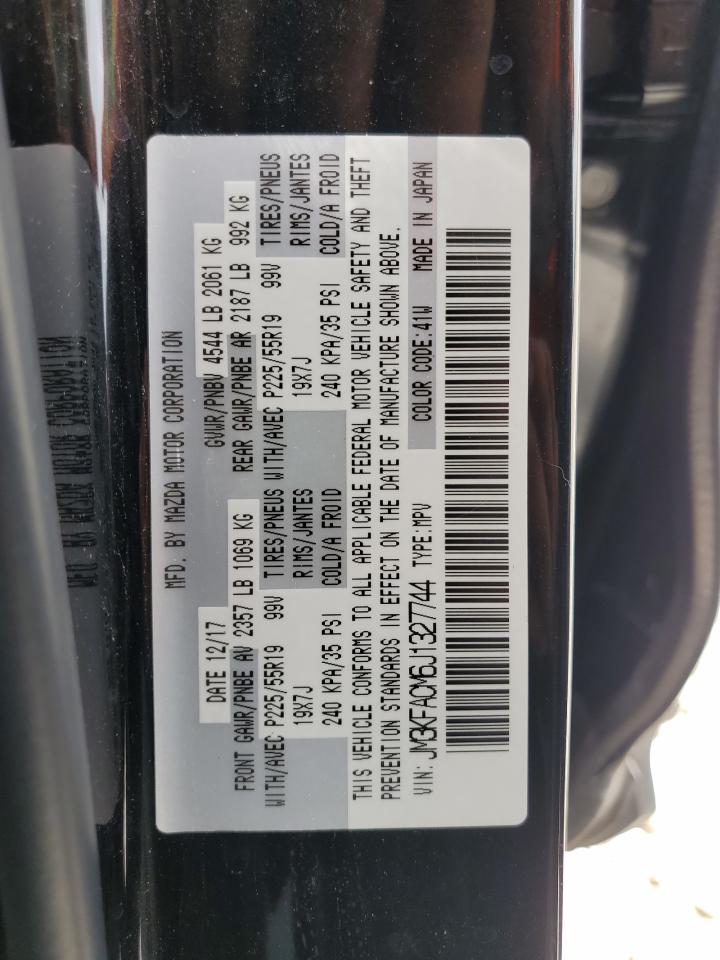 MFD. BY MAZDA MOTOR CORPORATION
DATE 12/17 GVWR/PNBV 4544 LB 2061 KG
FRONT GAWR/PNBE AV 2357 LB 1069 KG REAR GAWR/PNBE AR 2187 LB 992 KG
WITH/AVEC P225/55R19 99V TIRES/PNEUS WITH/AVEC P225/55R19 99V TIRES/PNEUS
19X7J RIMS/JANTES 19X7J RIMS/JANTES
240 KPA/35 PSI COLD/A FROID 240 KPA/35 PSI COLD/A FROID
THIS VEHICLE CONFORMS TO ALL APPLICABLE FEDERAL MOTOR VEHICLE SAFETY AND THEFT
PREVENTION STANDARDS IN EFFECT ON THE DATE OF MANUFACTURE SHOWN ABOVE.
VIN: JM3KFACM6J1327744 TYPE:MPV COLOR CODE:41W MADE IN JAPAN